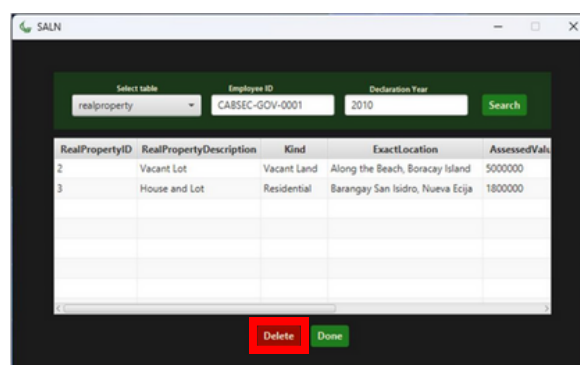 SALN
Select table Employee ID Declaration Year
realproperty CABSEC-GOV-0001 2010 Search
RealPropertyID RealPropertyDescription Kind ExactLocation AssessedValu
2 Vacant Lot Vacant Land Along the Beach, Boracay Island 5000000
3 House and Lot Residential Barangay San Isidro, Nueva Ecija 1800000
Delete Done